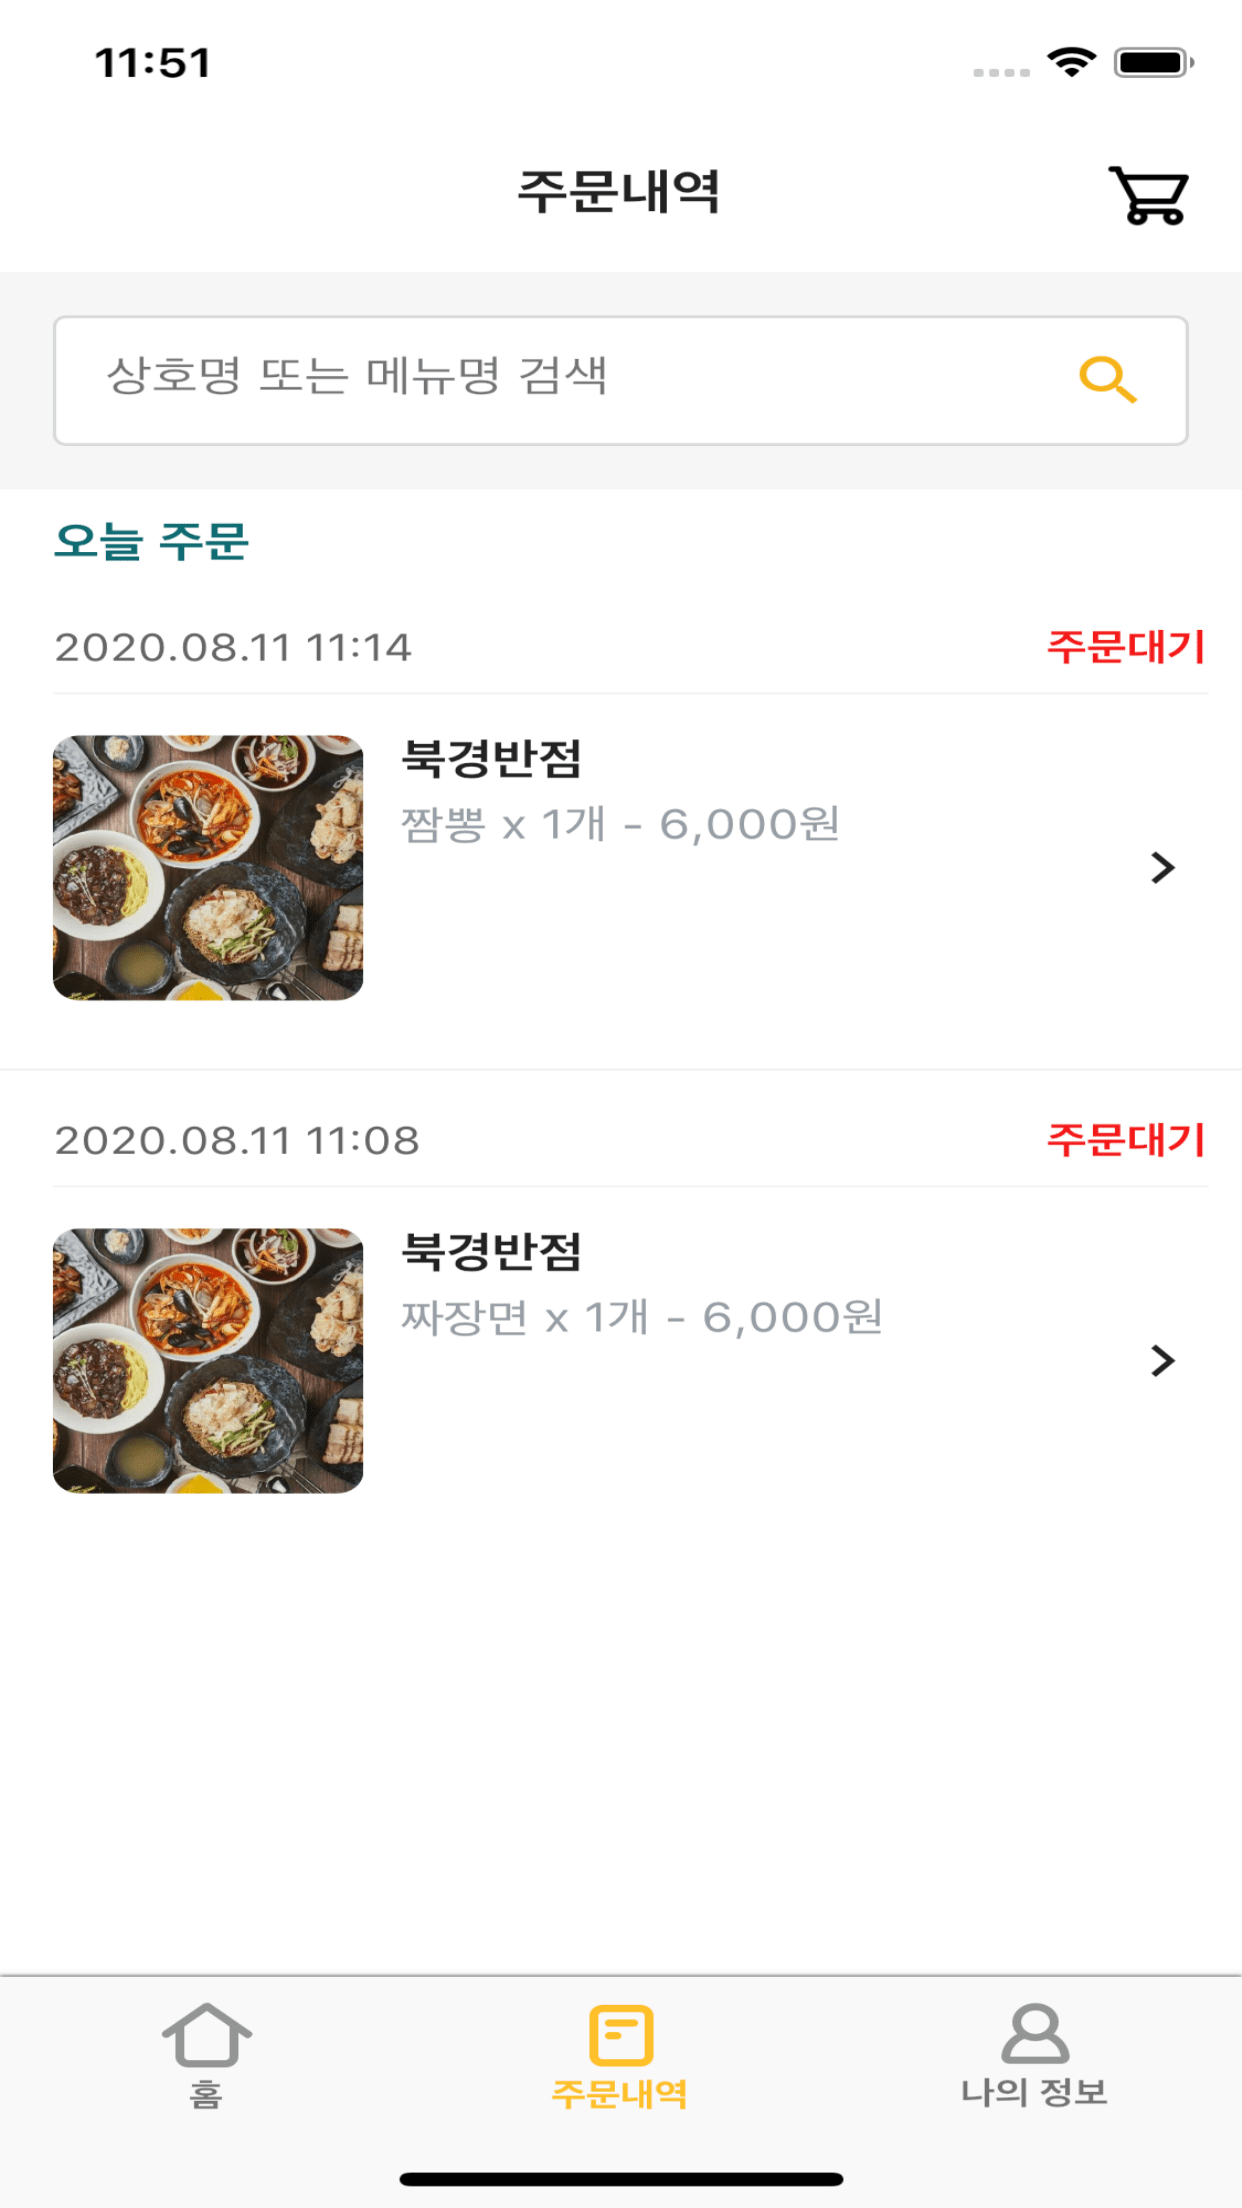 11:51
주문내역
상호명 또는 메뉴명 검색
오늘 주문
2020.08.11 11:14
주문대기
북경반점
짬뽕 x 1개 - 6,000원
2020.08.11 11:08
주문대기
북경반점
짜장면 x 1개 - 6,000원
홈
주문내역
나의 정보